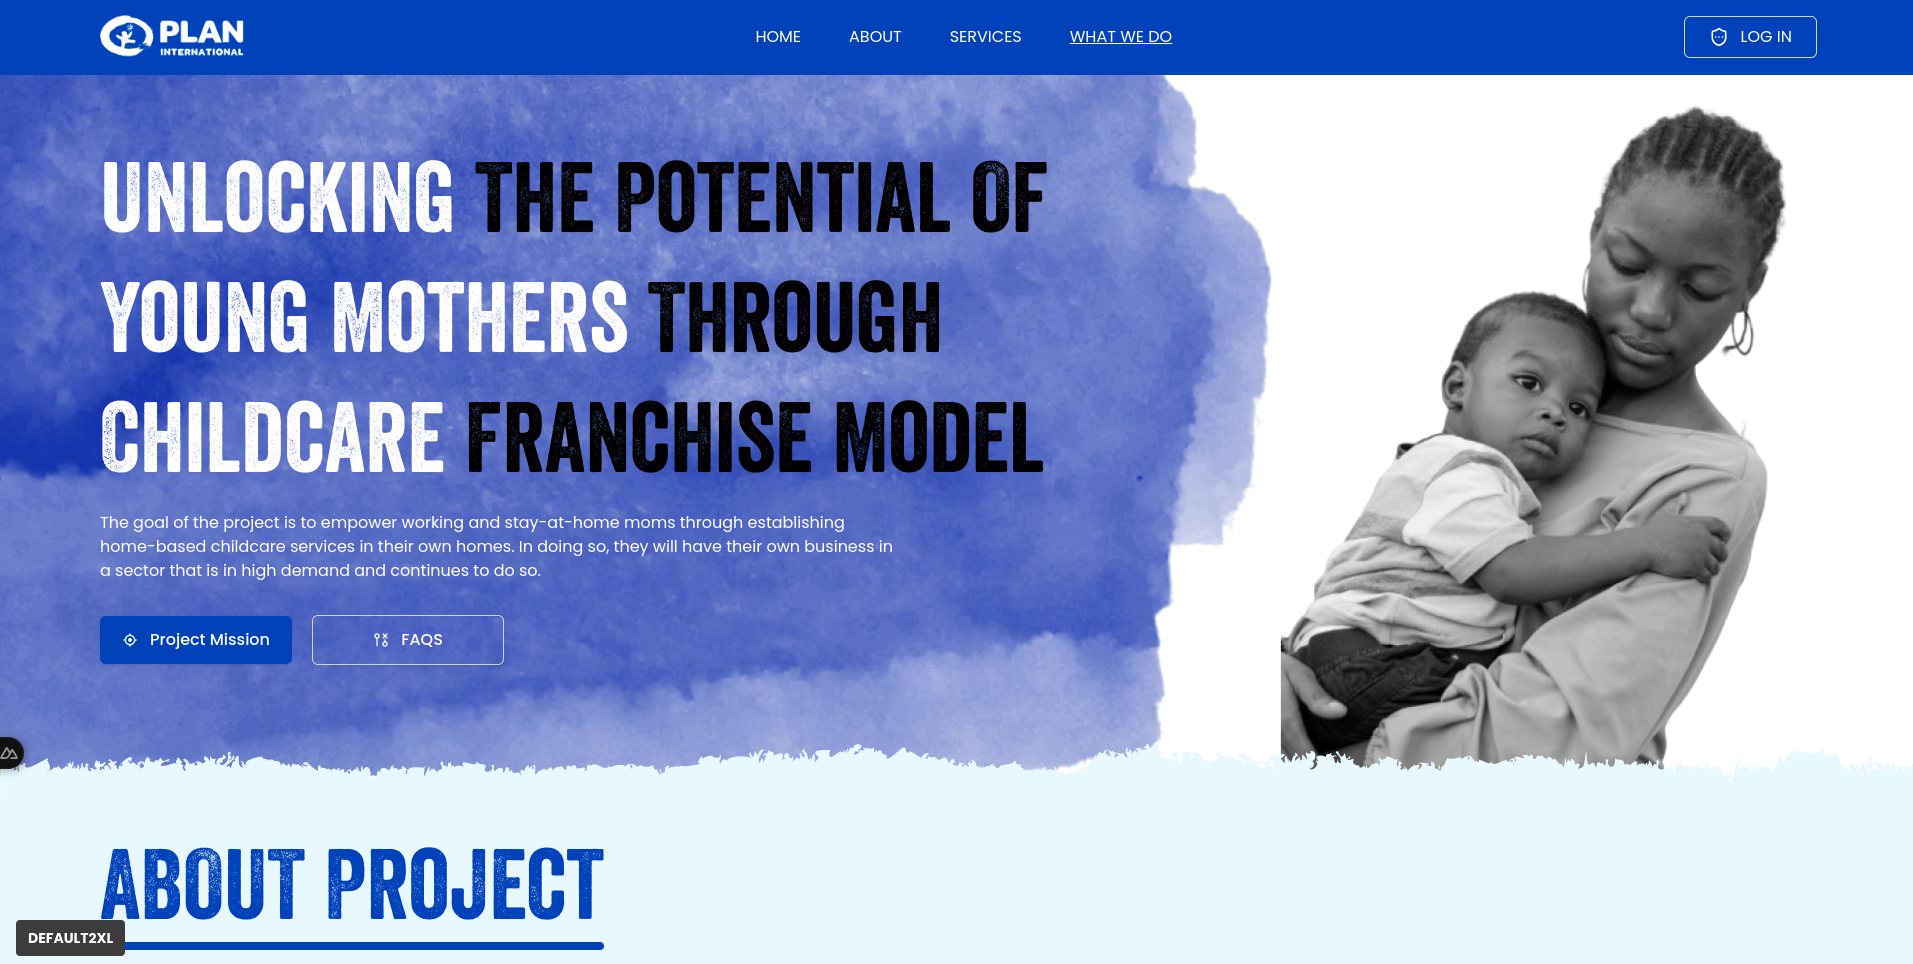 PLAN
INTERNATIONAL
HOME
ABOUT
SERVICES
WHAT WE DO
LOG IN
UNLOCKING THE POTENTIAL OF
YOUNG MOTHERS THROUGH
CHILDCARE FRANCHISE MODEL
The goal of the project is to empower working and stay-at-home moms through establishing
home-based childcare services in their own homes. In doing so, they will have their own business in
a sector that is in high demand and continues to do so.
Project Mission
FAQS
ABOUT PROJECT
DEFAULT2XL